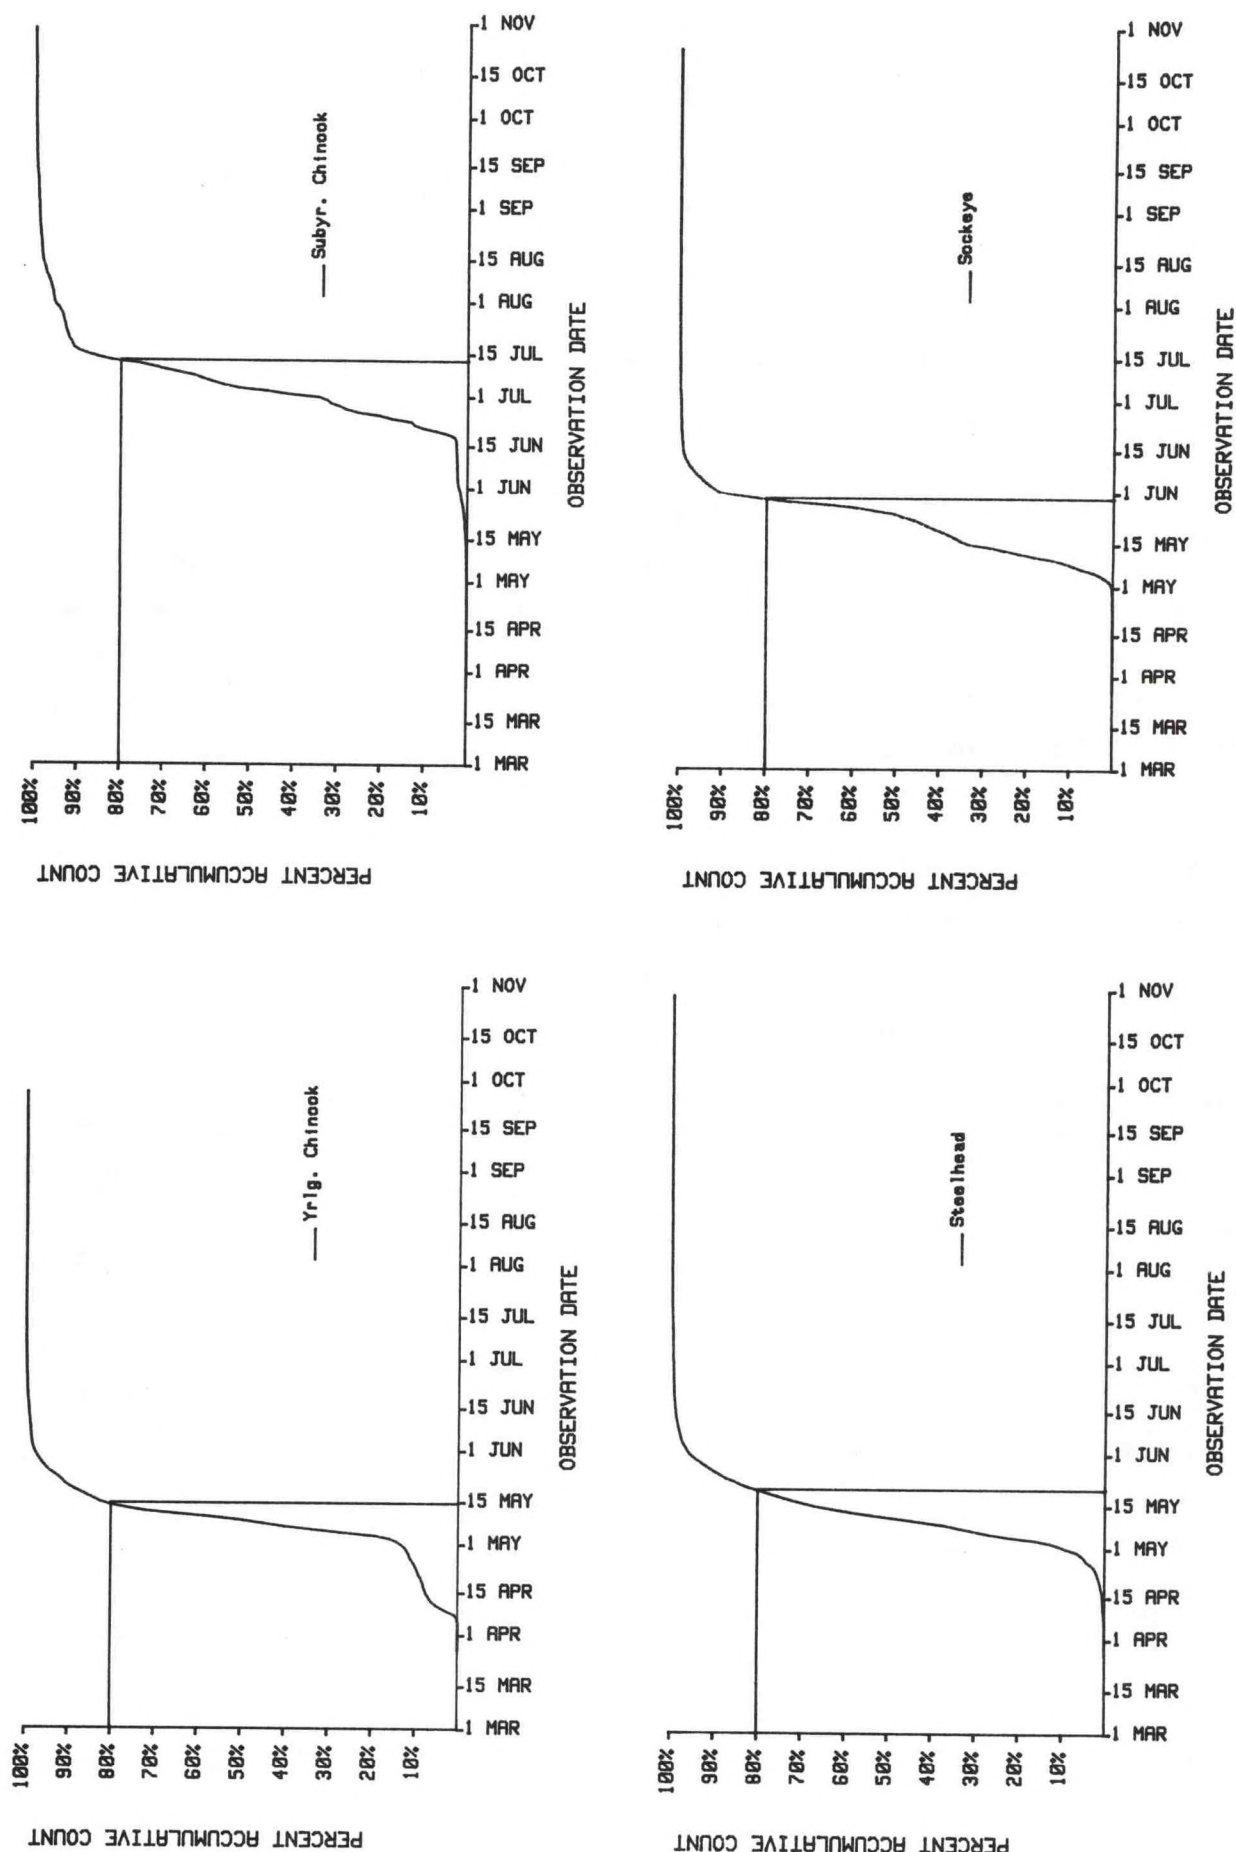 PERCENT ACCUMULATIVE COUNT
100%
90%
80%
70%
60%
50%
40%
30%
20%
10%
Yrlg. Chinook
1 MAR
15 MAR
1 APR
15 APR
1 MAY
15 MAY
1 JUN
15 JUN
1 JUL
15 JUL
1 AUG
15 AUG
1 SEP
15 SEP
1 OCT
15 OCT
1 NOV
OBSERVATION DATE
PERCENT ACCUMULATIVE COUNT
100%
90%
80%
70%
60%
50%
40%
30%
20%
10%
Subyr. Chinook
1 MAR
15 MAR
1 APR
15 APR
1 MAY
15 MAY
1 JUN
15 JUN
1 JUL
15 JUL
1 AUG
15 AUG
1 SEP
15 SEP
1 OCT
15 OCT
1 NOV
OBSERVATION DATE
PERCENT ACCUMULATIVE COUNT
100%
90%
80%
70%
60%
50%
40%
30%
20%
10%
Steelhead
1 MAR
15 MAR
1 APR
15 APR
1 MAY
15 MAY
1 JUN
15 JUN
1 JUL
15 JUL
1 AUG
15 AUG
1 SEP
15 SEP
1 OCT
15 OCT
1 NOV
OBSERVATION DATE
PERCENT ACCUMULATIVE COUNT
100%
90%
80%
70%
60%
50%
40%
30%
20%
10%
Sockeye
1 MAR
15 MAR
1 APR
15 APR
1 MAY
15 MAY
1 JUN
15 JUN
1 JUL
15 JUL
1 AUG
15 AUG
1 SEP
15 SEP
1 OCT
15 OCT
1 NOV
OBSERVATION DATE